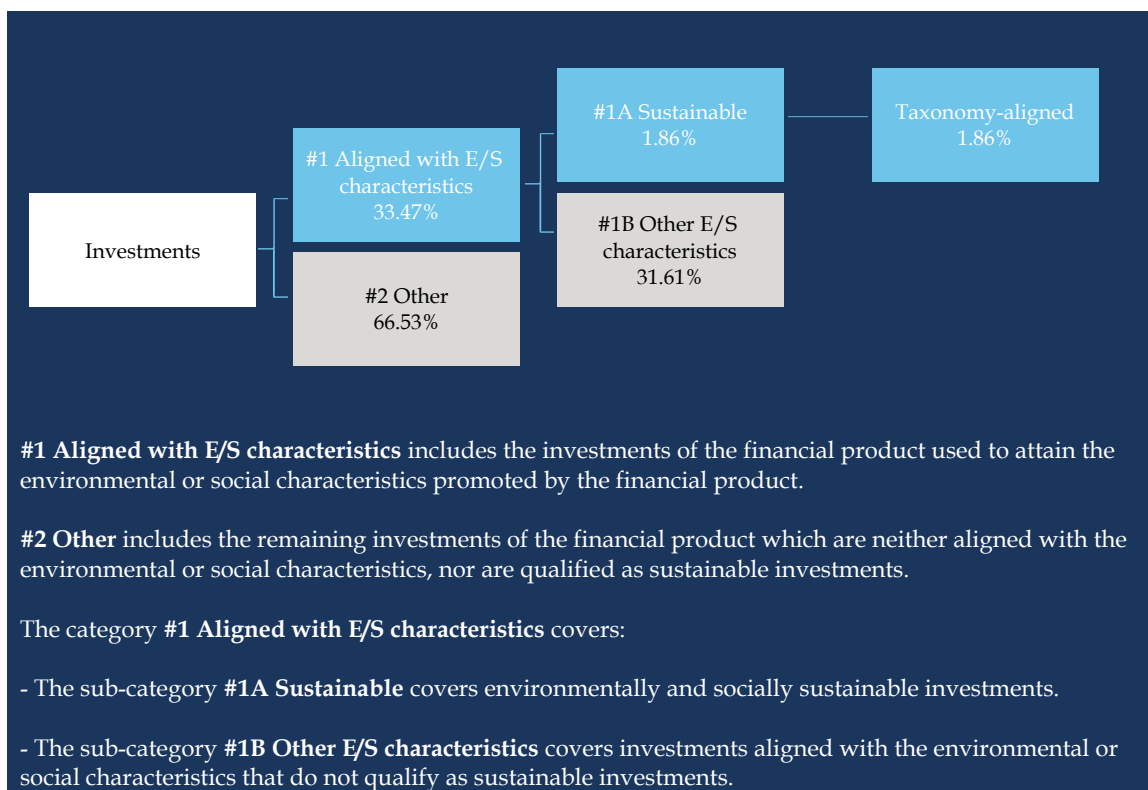 Investments
#1 Aligned with E/S
characteristics
33.47%
#2 Other
66.53%
#1A Sustainable
1.86%
#1B Other E/S
characteristics
31.61%
Taxonomy-aligned
1.86%
#1 Aligned with E/S characteristics includes the investments of the financial product used to attain the
environmental or social characteristics promoted by the financial product.
#2 Other includes the remaining investments of the financial product which are neither aligned with the
environmental or social characteristics, nor are qualified as sustainable investments.
The category #1 Aligned with E/S characteristics covers:
- The sub-category #1A Sustainable covers environmentally and socially sustainable investments.
- The sub-category #1B Other E/S characteristics covers investments aligned with the environmental or
social characteristics that do not qualify as sustainable investments.